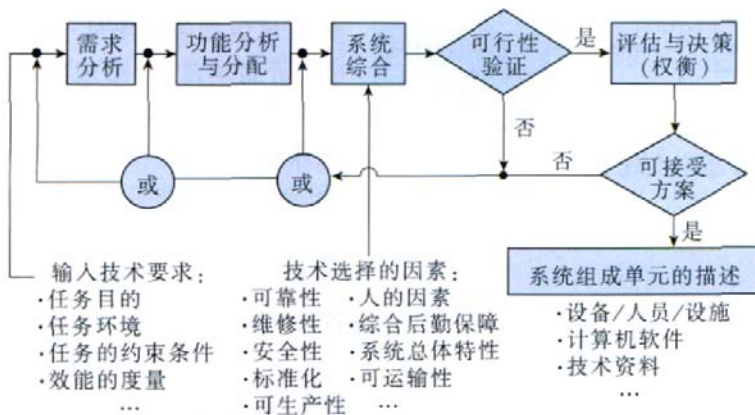 需求
分析
功能分析
与分配
系统
综合
可行性
验证
是
评估与决策
(权衡)
否
或
或
否
可接受
方案
是
输入技术要求:
·任务目的
·任务环境
·任务的约束条件
·效能的度量
…
技术选择的因素:
·可靠性
·人的因素
·维修性
·综合后勤保障
·安全性
·系统总体特性
·标准化
·可运输性
·可生产性
…
系统组成单元的描述
·设备/人员/设施
·计算机软件
·技术资料
…